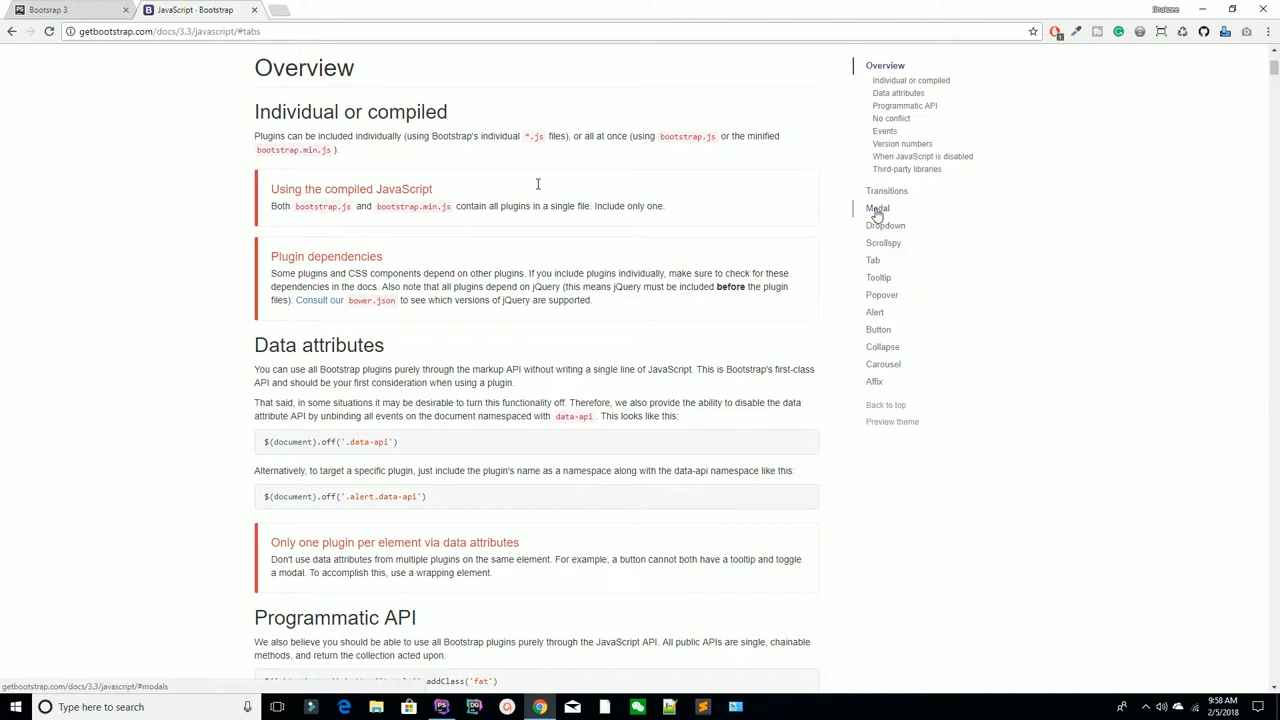 Bootsrap 3
JavaScript · Bootstrap
getbootstrap.com/docs/3.3/javascript/#tabs
Overview
Individual or compiled
Plugins can be included individually (using Bootstrap's individual *.js files), or all at once (using bootstrap.js or the minified
bootstrap.min.js ).
Using the compiled JavaScript
Both bootstrap.js and bootstrap.min.js contain all plugins in a single file. Include only one.
Plugin dependencies
Some plugins and CSS components depend on other plugins. If you include plugins individually, make sure to check for these
dependencies in the docs. Also note that all plugins depend on jQuery (this means jQuery must be included before the plugin
files). Consult our bower.json to see which versions of jQuery are supported.
Data attributes
You can use all Bootstrap plugins purely through the markup API without writing a single line of JavaScript. This is Bootstrap's first-class
API and should be your first consideration when using a plugin.
That said, in some situations it may be desirable to turn this functionality off. Therefore, we also provide the ability to disable the data
attribute API by unbinding all events on the document namespaced with data-api . This looks like this:
$(document).off('.data-api')
Alternatively, to target a specific plugin, just include the plugin's name as a namespace along with the data-api namespace like this:
$(document).off('.alert.data-api')
Only one plugin per element via data attributes
Don't use data attributes from multiple plugins on the same element. For example, a button cannot both have a tooltip and toggle
a modal. To accomplish this, use a wrapping element.
Programmatic API
We also believe you should be able to use all Bootstrap plugins purely through the JavaScript API. All public APIs are single, chainable
methods, and return the collection acted upon.
addClass('fat')
Overview
Individual or compiled
Data attributes
Programmatic API
No conflict
Events
Version numbers
When JavaScript is disabled
Third-party libraries
Transitions
Modal
Dropdown
Scrollspy
Tab
Tooltip
Popover
Alert
Button
Collapse
Carousel
Affix
Back to top
Preview theme
getbootstrap.com/docs/3.3/javascript/#modals
Type here to search
9:58 AM
2/5/2018